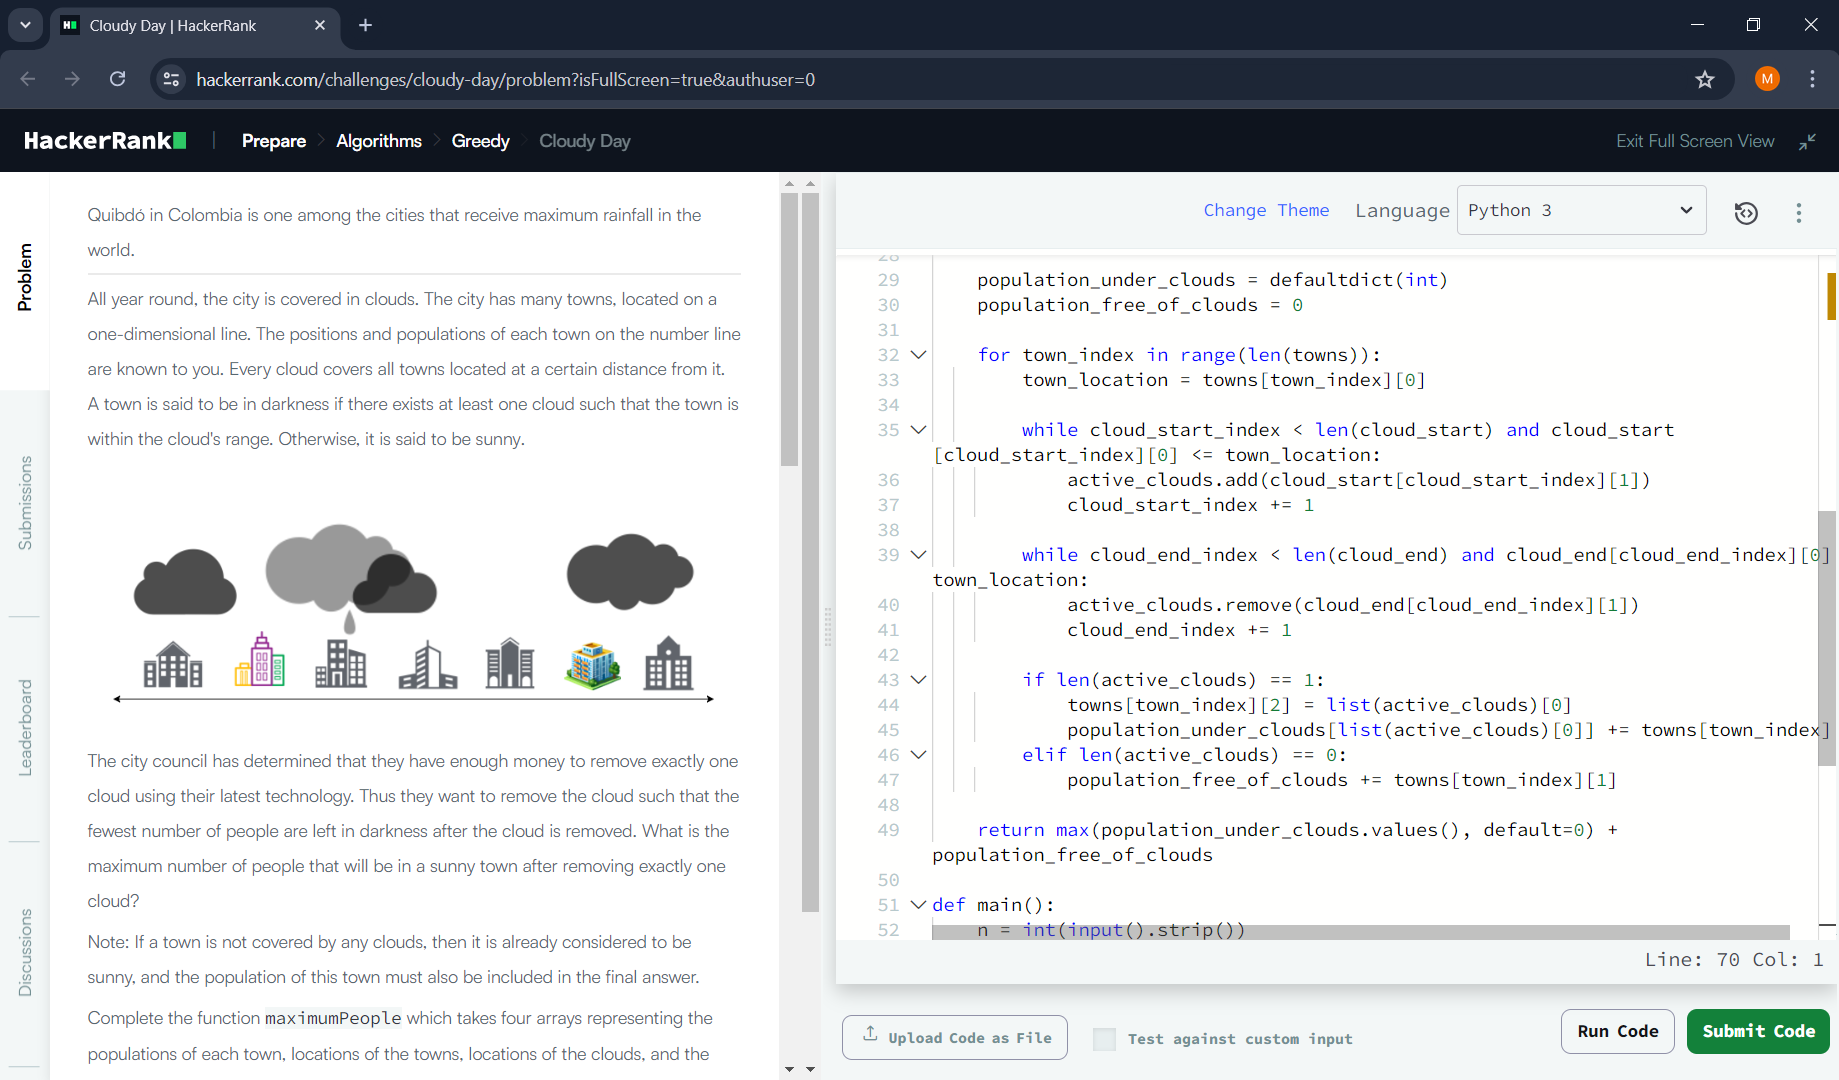 Cloudy Day | HackerRank
hackerrank.com/challenges/cloudy-day/problem?isFullScreen=true&authuser=0
M
HackerRank
Prepare
Algorithms
Greedy
Cloudy Day
Exit Full Screen View
Problem
Submissions
Leaderboard
Discussions
Quibdó in Colombia is one among the cities that receive maximum rainfall in the
world.
All year round, the city is covered in clouds. The city has many towns, located on a
one-dimensional line. The positions and populations of each town on the number line
are known to you. Every cloud covers all towns located at a certain distance from it.
A town is said to be in darkness if there exists at least one cloud such that the town is
within the cloud's range. Otherwise, it is said to be sunny.
The city council has determined that they have enough money to remove exactly one
cloud using their latest technology. Thus they want to remove the cloud such that the
fewest number of people are left in darkness after the cloud is removed. What is the
maximum number of people that will be in a sunny town after removing exactly one
cloud?
Note: If a town is not covered by any clouds, then it is already considered to be
sunny, and the population of this town must also be included in the final answer.
Complete the function maximumPeople which takes four arrays representing the
populations of each town, locations of the towns, locations of the clouds, and the
Change Theme
Language
Python 3
28
29 population_under_clouds = defaultdict(int)
30 population_free_of_clouds = 0
31
32 for town_index in range(len(towns)):
33 town_location = towns[town_index][0]
34
35 while cloud_start_index < len(cloud_start) and cloud_start
[cloud_start_index][0] <= town_location:
36 active_clouds.add(cloud_start[cloud_start_index][1])
37 cloud_start_index += 1
38
39 while cloud_end_index < len(cloud_end) and cloud_end[cloud_end_index][0]
town_location:
40 active_clouds.remove(cloud_end[cloud_end_index][1])
41 cloud_end_index += 1
42
43 if len(active_clouds) == 1:
44 towns[town_index][2] = list(active_clouds)[0]
45 population_under_clouds[list(active_clouds)[0]] += towns[town_index]
46 elif len(active_clouds) == 0:
47 population_free_of_clouds += towns[town_index][1]
48
49 return max(population_under_clouds.values(), default=0) +
population_free_of_clouds
50
51 def main():
52 n = int(input().strip())
Line: 70 Col: 1
Upload Code as File
Test against custom input
Run Code
Submit Code